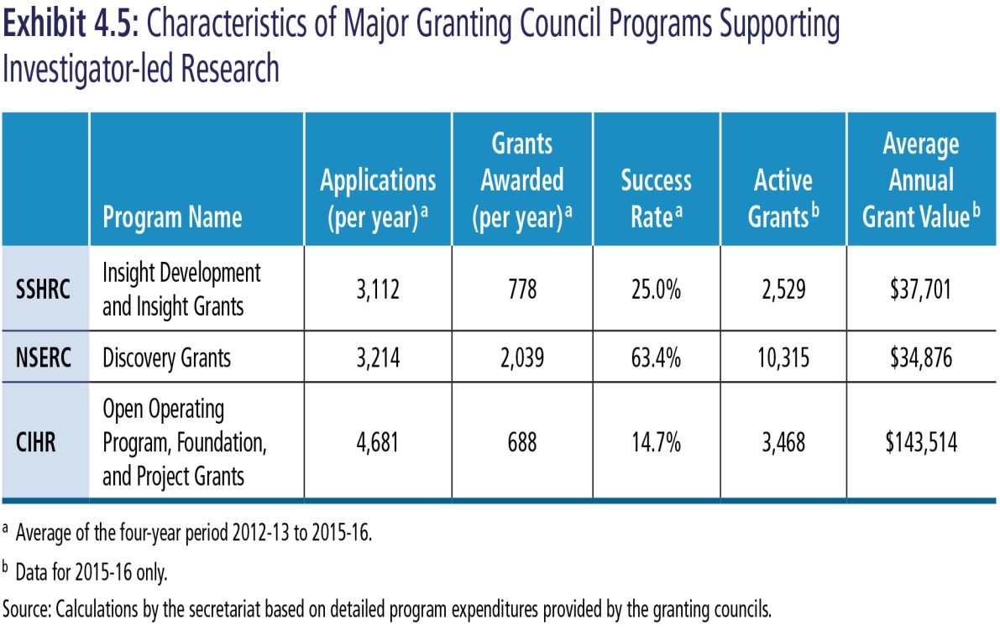 Exhibit 4.5: Characteristics of Major Granting Council Programs Supporting
Investigator-led Research
Program Name
Applications
(per year)a
Grants
Awarded
(per year)a
Success
Ratea
Active
Grantsb
Average
Annual
Grant Valueb
SSHRC
Insight Development
and Insight Grants
3,112
778
25.0%
2,529
$37,701
NSERC
Discovery Grants
3,214
2,039
63.4%
10,315
$34,876
CIHR
Open Operating
Program, Foundation,
and Project Grants
4,681
688
14.7%
3,468
$143,514
a Average of the four-year period 2012-13 to 2015-16.
b Data for 2015-16 only.
Source: Calculations by the secretariat based on detailed program expenditures provided by the granting councils.